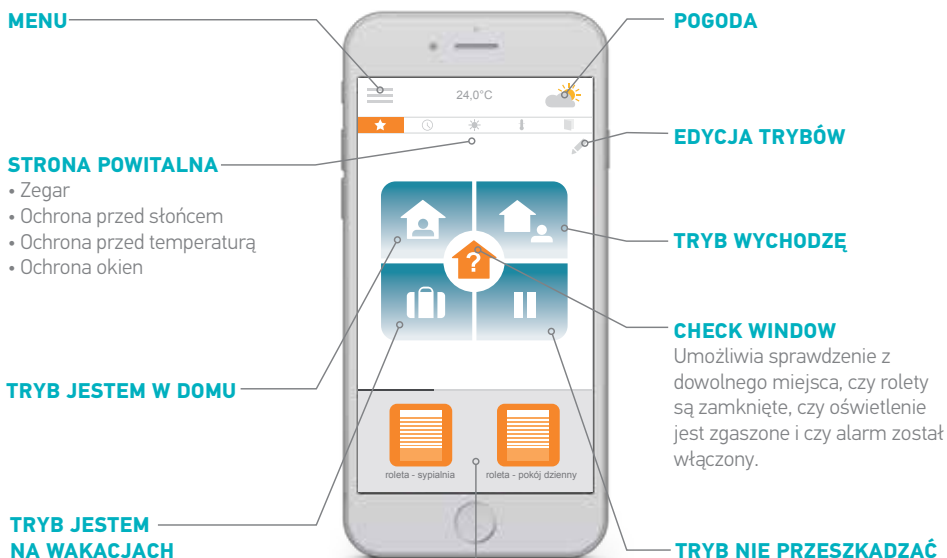 MENU
POGODA
24,0°C
EDYCJA TRYBÓW
STRONA POWITALNA
• Zegar
• Ochrona przed słońcem
• Ochrona przed temperaturą
• Ochrona okien
TRYB WYCHODZĘ
?
CHECK WINDOW
Umożliwia sprawdzenie z
dowolnego miejsca, czy rolety
są zamknięte, czy oświetlenie
jest zgaszone i czy alarm został
włączony.
TRYB JESTEM W DOMU
roleta - sypialnia
roleta - pokój dzienny
TRYB JESTEM
NA WAKACJACH
TRYB NIE PRZESZKADZAĆ